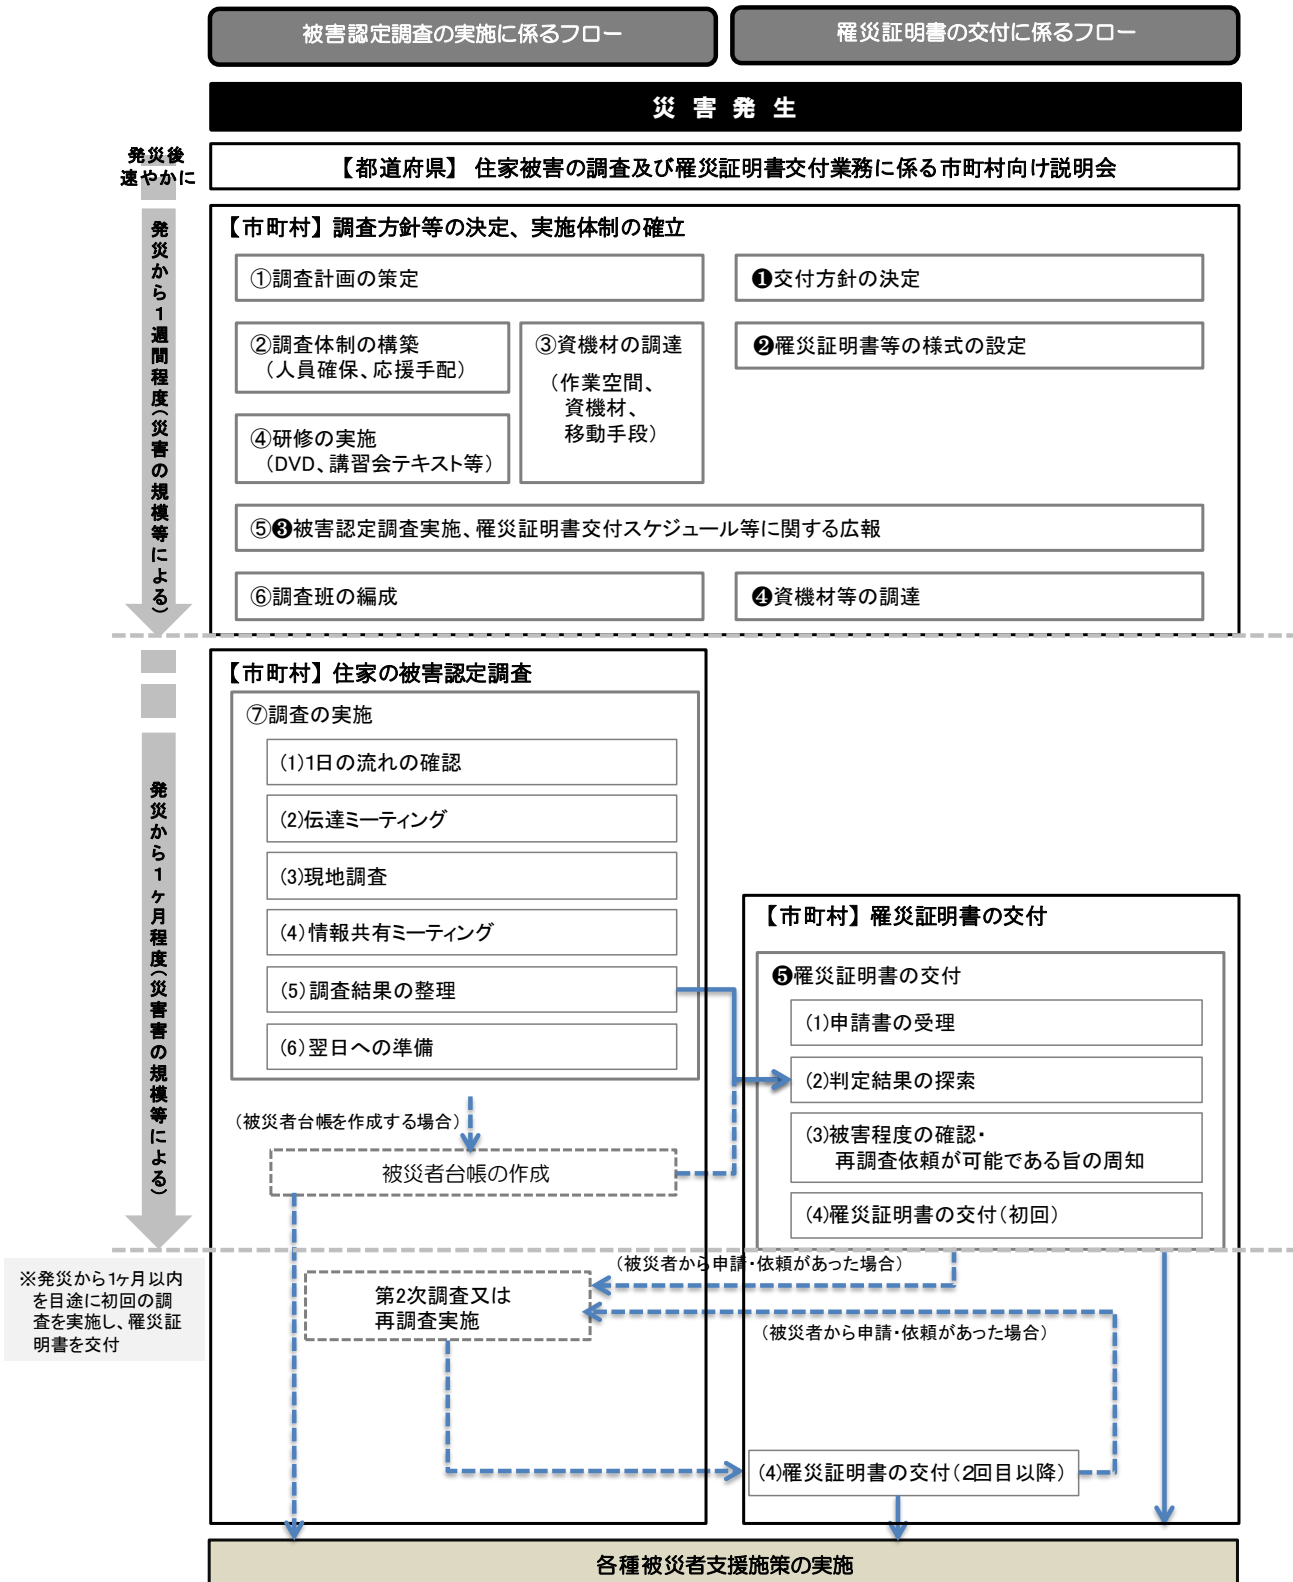 被害認定調査の実施に係るフロー
罹災証明書の交付に係るフロー
災 害 発 生
発災後
速やかに
【都道府県】 住家被害の調査及び罹災証明書交付業務に係る市町村向け説明会
発災から1週間程度(災害の規模等による)
【市町村】調査方針等の決定、実施体制の確立
①調査計画の策定
❶交付方針の決定
②調査体制の構築
(人員確保、応援手配)
③資機材の調達
(作業空間、
資機材、
移動手段)
❷罹災証明書等の様式の設定
④研修の実施
(DVD、講習会テキスト等)
⑤❸被害認定調査実施、罹災証明書交付スケジュール等に関する広報
⑥調査班の編成
❹資機材等の調達
発災から1ヶ月程度(災害害の規模等による)
【市町村】住家の被害認定調査
⑦調査の実施
(1)1日の流れの確認
(2)伝達ミーティング
(3)現地調査
(4)情報共有ミーティング
(5)調査結果の整理
(6)翌日への準備
(被災者台帳を作成する場合)
被災者台帳の作成
【市町村】罹災証明書の交付
❺罹災証明書の交付
(1)申請書の受理
(2)判定結果の探索
(3)被害程度の確認・
再調査依頼が可能である旨の周知
(4)罹災証明書の交付(初回)
※発災から1ヶ月以内
を目途に初回の調
査を実施し、罹災証
明書を交付
(被災者から申請・依頼があった場合)
第2次調査又は
再調査実施
(被災者から申請・依頼があった場合)
(4)罹災証明書の交付(2回目以降)
各種被災者支援施策の実施